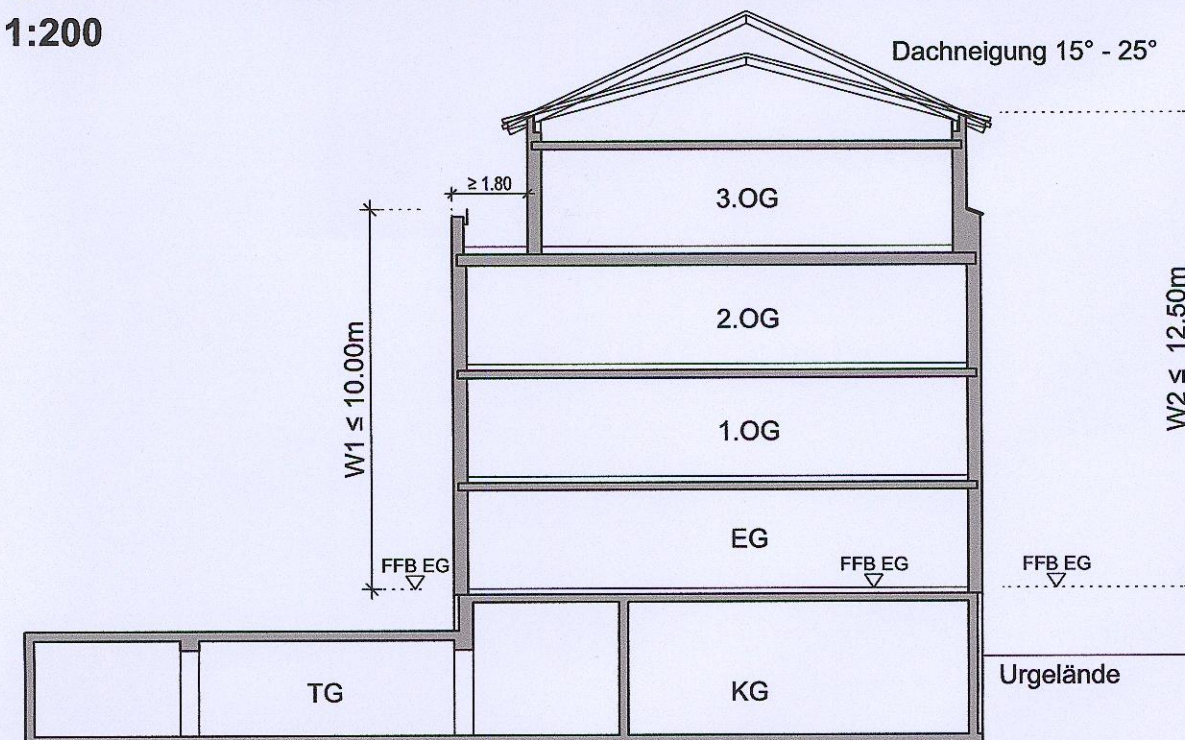 1:200
Dachneigung 15° - 25°
≥ 1.80
3.OG
W1 ≤ 10.00m
2.OG
W2 ≤ 12.50m
1.OG
EG
FFB EG
FFB EG
FFB EG
Urgelände
TG
KG